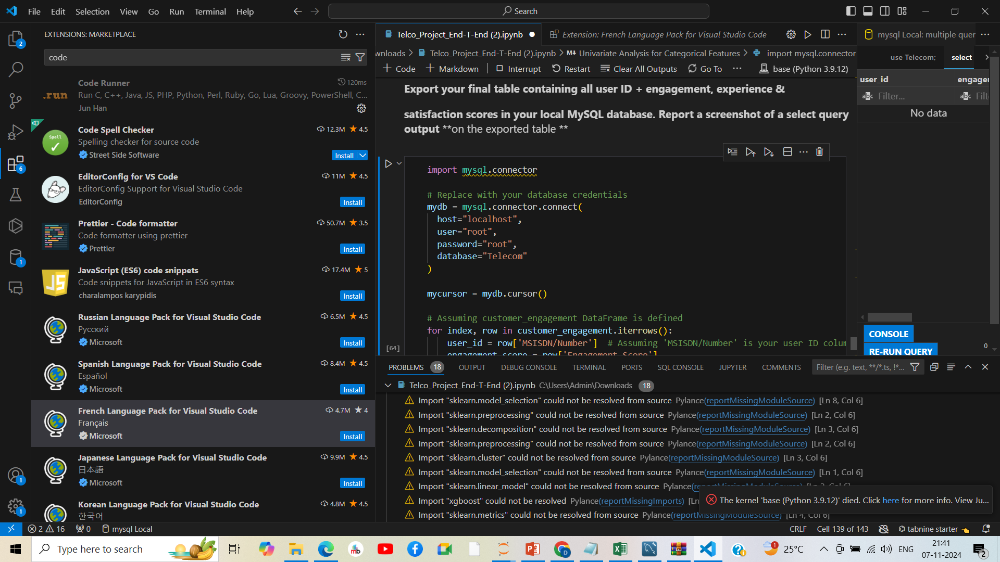 File Edit Selection View Go Run Terminal Help
Search
EXTENSIONS: MARKETPLACE
code
Code Runner
120ms
.run
Run C, C++, Java, JS, PHP, Python, Perl, Ruby, Go, Lua, Groovy, PowerShell, C...
Jun Han
Code Spell Checker
12.3M 4.5
Spell
Spelling checker for source code
Street Side Software
Install
EditorConfig for VS Code
11M 4.5
EditorConfig Support for Visual Studio Code
EditorConfig
Install
Prettier - Code formatter
50.7M 3.5
Code formatter using prettier
Prettier
Install
JavaScript (ES6) code snippets
17.4M 5
JS
Code snippets for JavaScript in ES6 syntax
charalampos karypidis
Install
Russian Language Pack for Visual Studio Code
6.5M 4.5
Русский
Microsoft
Install
Spanish Language Pack for Visual Studio Code
8.4M 4.5
Español
Microsoft
Install
French Language Pack for Visual Studio Code
4.7M 4
Français
Microsoft
Install
Japanese Language Pack for Visual Studio Code
9.9M 4.5
日本語
Microsoft
Install
Korean Language Pack for Visual Studio Code
4.8M 4.5
한국어
2
6
1
1
1
Telco_Project_End-T-End (2).ipynb
Extension: French Language Pack for Visual Studio Code
wnloads > Telco_Project_End-T-End (2).ipynb > M↓ Univariate Analysis for Categorical Features > import mysql.connector
+ Code + Markdown Interrupt Restart Clear All Outputs Go To ... base (Python 3.9.12)
Export your final table containing all user ID + engagement, experience &
satisfaction scores in your local MySQL database. Report a screenshot of a select query
output **on the exported table **
import mysql.connector
# Replace with your database credentials
mydb = mysql.connector.connect(
host="localhost",
user="root",
password="root",
database="Telecom"
)
mycursor = mydb.cursor()
# Assuming customer_engagement DataFrame is defined
for index, row in customer_engagement.iterrows():
user_id = row['MSISDN/Number'] # Assuming 'MSISDN/Number' is your user ID colum
engagement_score = row['Engagement Score']
[64]
mysql Local: multiple quer ...
use Telecom; select
user_id engager
abc Filter... abc Filt
No data
CONSOLE
RE-RUN QUERY
0
PROBLEMS 18 OUTPUT DEBUG CONSOLE TERMINAL PORTS SQL CONSOLE JUPYTER COMMENTS
Filter (e.g. text, **/*.ts, !*...
Telco_Project_End-T-End (2).ipynb C:\Users\Admin\Downloads 18
Import "sklearn.model_selection" could not be resolved from source Pylance(reportMissingModuleSource) [Ln 8, Col 6]
Import "sklearn.preprocessing" could not be resolved from source Pylance(reportMissingModuleSource) [Ln 2, Col 6]
Import "sklearn.decomposition" could not be resolved from source Pylance(reportMissingModuleSource) [Ln 3, Col 6]
Import "sklearn.preprocessing" could not be resolved from source Pylance(reportMissingModuleSource) [Ln 2, Col 6]
Import "sklearn.cluster" could not be resolved from source Pylance(reportMissingModuleSource) [Ln 3, Col 6]
Import "sklearn.model_selection" could not be resolved from source Pylance(reportMissingModuleSource) [Ln 1, Col 6]
Import "sklearn.linear_model" could not be resolved from source Pylance(
Import "xgboost" could not be resolved Pylance(reportMissingImports) [Ln
Import "sklearn.metrics" could not be resolved from source Pylance(reportMissingModuleSource) [Ln 4, Col 6]
The kernel 'base (Python 3.9.12)' died. Click here for more info. View Ju...
2 16 0 mysql Local
CRLF Cell 139 of 143 tabnine starter
Type here to search
mb
1
25°C
ENG
21:41
07-11-2024
2